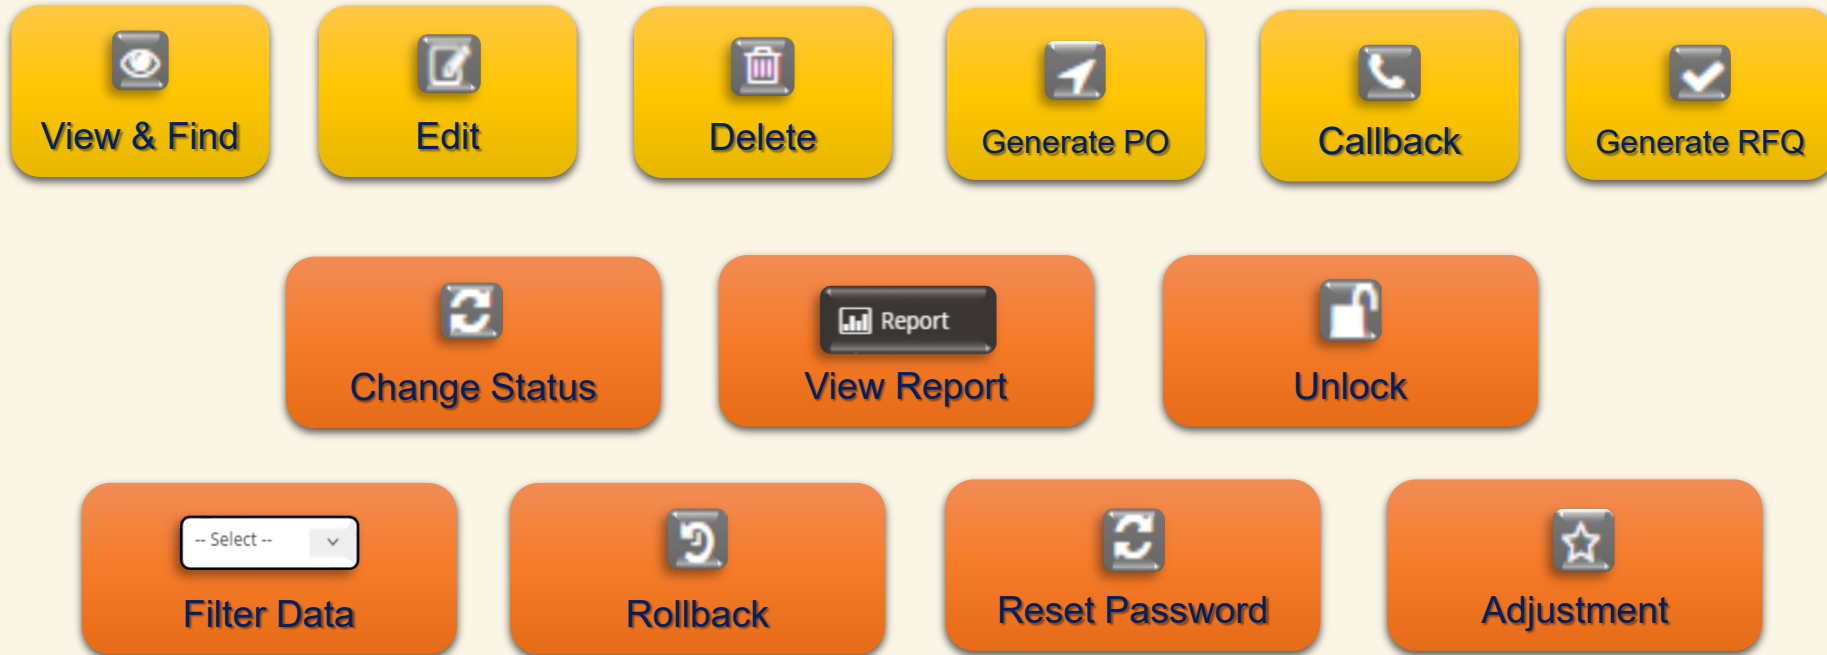 View & Find
Edit
Delete
Generate PO
Callback
Generate RFQ
Change Status
Report
View Report
Unlock
-- Select --
Filter Data
Rollback
Reset Password
Adjustment